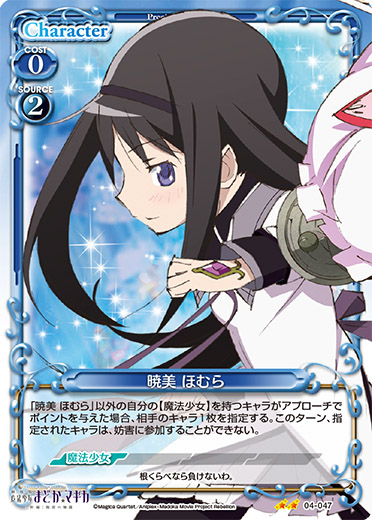 Character
COST
0
SOURCE
2
暁美 ほむら
「暁美 ほむら」以外の自分の【魔法少女】を持つキャラがアプローチで
ポイントを与えた場合、相手のキャラ1枚を指定する。このターン、指
定されたキャラは、妨害に参加することができない。
魔法少女
根くらべなら負けないわ。
まどか☆マギカ
©Magica Quartet/Aniplex・Madoka Movie Project Rebellion
04-047